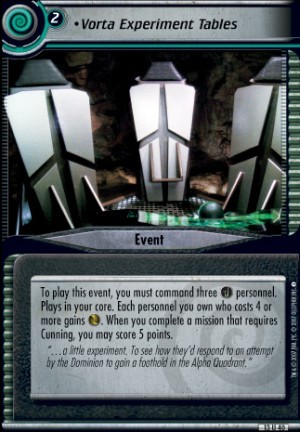 2
•Vorta Experiment Tables
Event
To play this event, you must command three personnel.
Plays in your core. Each personnel you own who costs 4 or
more gains . When you complete a mission that requires
Cunning, you may score 5 points.
"...a little experiment. To see how they'd respond to an attempt
by the Dominion to gain a foothold in the Alpha Quadrant."